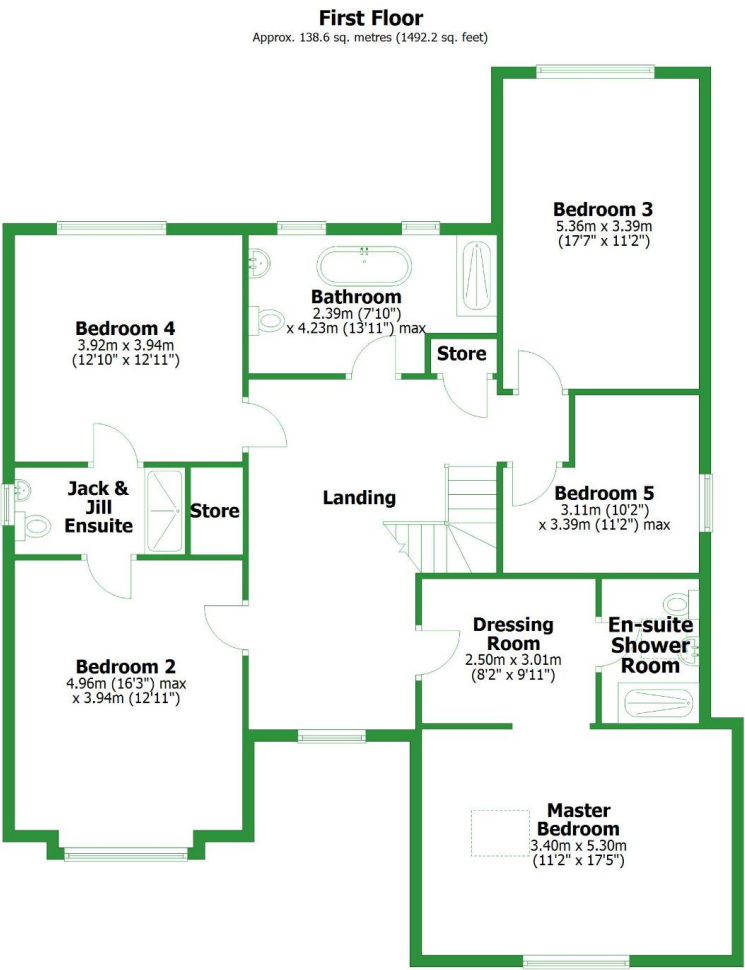 First Floor
Approx. 138.6 sq. metres (1492.2 sq. feet)
Bedroom 3
5.36m x 3.39m
(17'7" x 11'2")
Bathroom
2.39m (7'10")
x 4.23m (13'11") max
Bedroom 4
3.92m x 3.94m
(12'10" x 12'11")
Store
Jack &
Jill
Ensuite
Store
Landing
Bedroom 5
3.11m (10'2")
x 3.39m (11'2") max
Dressing
Room
2.50m x 3.01m
(8'2" x 9'11")
En-suite
Shower
Room
Bedroom 2
4.96m (16'3") max
x 3.94m (12'11")
Master
Bedroom
3.40m x 5.30m
(11'2" x 17'5")